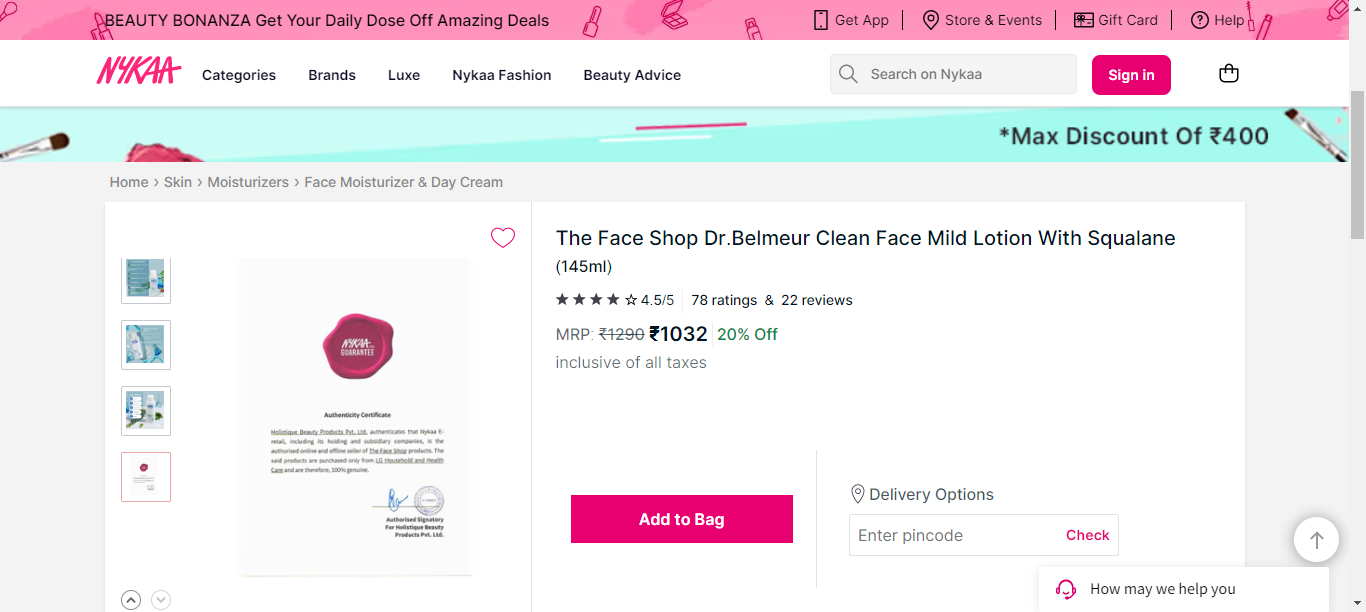 BEAUTY BONANZA Get Your Daily Dose Off Amazing Deals
Get App
Store & Events
Gift Card
Help
NYKAA
Categories
Brands
Luxe
Nykaa Fashion
Beauty Advice
Search on Nykaa
Sign in
*Max Discount Of ₹400
Home › Skin › Moisturizers › Face Moisturizer & Day Cream
NYKAA
GUARANTEE
Authenticity Certificate
Holistique Beauty Products Pvt. Ltd. authenticates that Nykaa E-
retail, including its holding and subsidiary companies, is the
authorised online and offline seller of The Face Shop products. The
said products are purchased only from LG Household and Health
Care and are therefore, 100% genuine.
Authorised Signatory
For Holistique Beauty
Products Pvt. Ltd.
The Face Shop Dr.Belmeur Clean Face Mild Lotion With Squalane
(145ml)
4.5/5 78 ratings & 22 reviews
MRP: ₹1290 ₹1032 20% Off
inclusive of all taxes
Add to Bag
Delivery Options
Enter pincode
Check
How may we help you